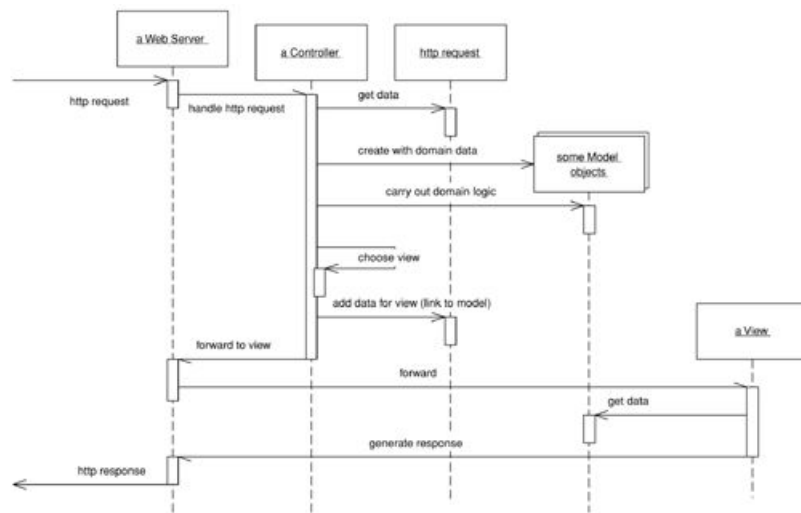 a Web Server
a Controller
http request
http request
handle http request
get data
create with domain data
some Model
objects
carry out domain logic
choose view
add data for view (link to model)
a View
forward to view
forward
get data
generate response
http response